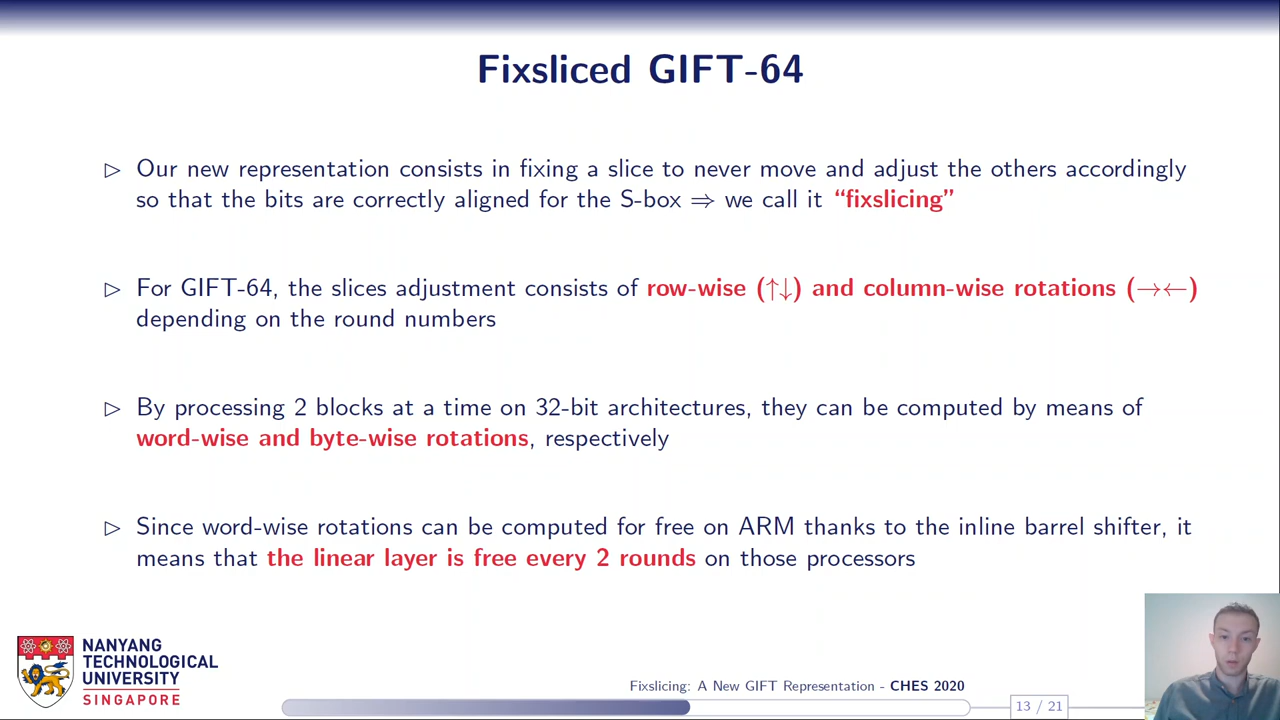 Fixsliced GIFT-64
▷ Our new representation consists in fixing a slice to never move and adjust the others accordingly
so that the bits are correctly aligned for the S-box ⇒ we call it “fixslicing”
▷ For GIFT-64, the slices adjustment consists of row-wise (↑↓) and column-wise rotations (→←)
depending on the round numbers
▷ By processing 2 blocks at a time on 32-bit architectures, they can be computed by means of
word-wise and byte-wise rotations, respectively
▷ Since word-wise rotations can be computed for free on ARM thanks to the inline barrel shifter, it
means that the linear layer is free every 2 rounds on those processors
NANYANG
TECHNOLOGICAL
UNIVERSITY
SINGAPORE
Fixslicing: A New GIFT Representation - CHES 2020
13 / 21